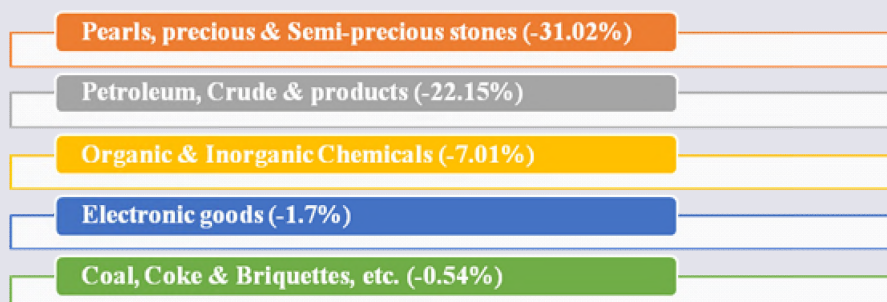 Pearls, precious & Semi-precious stones (-31.02%)
Petroleum, Crude & products (-22.15%)
Organic & Inorganic Chemicals (-7.01%)
Electronic goods (-1.7%)
Coal, Coke & Briquettes, etc. (-0.54%)